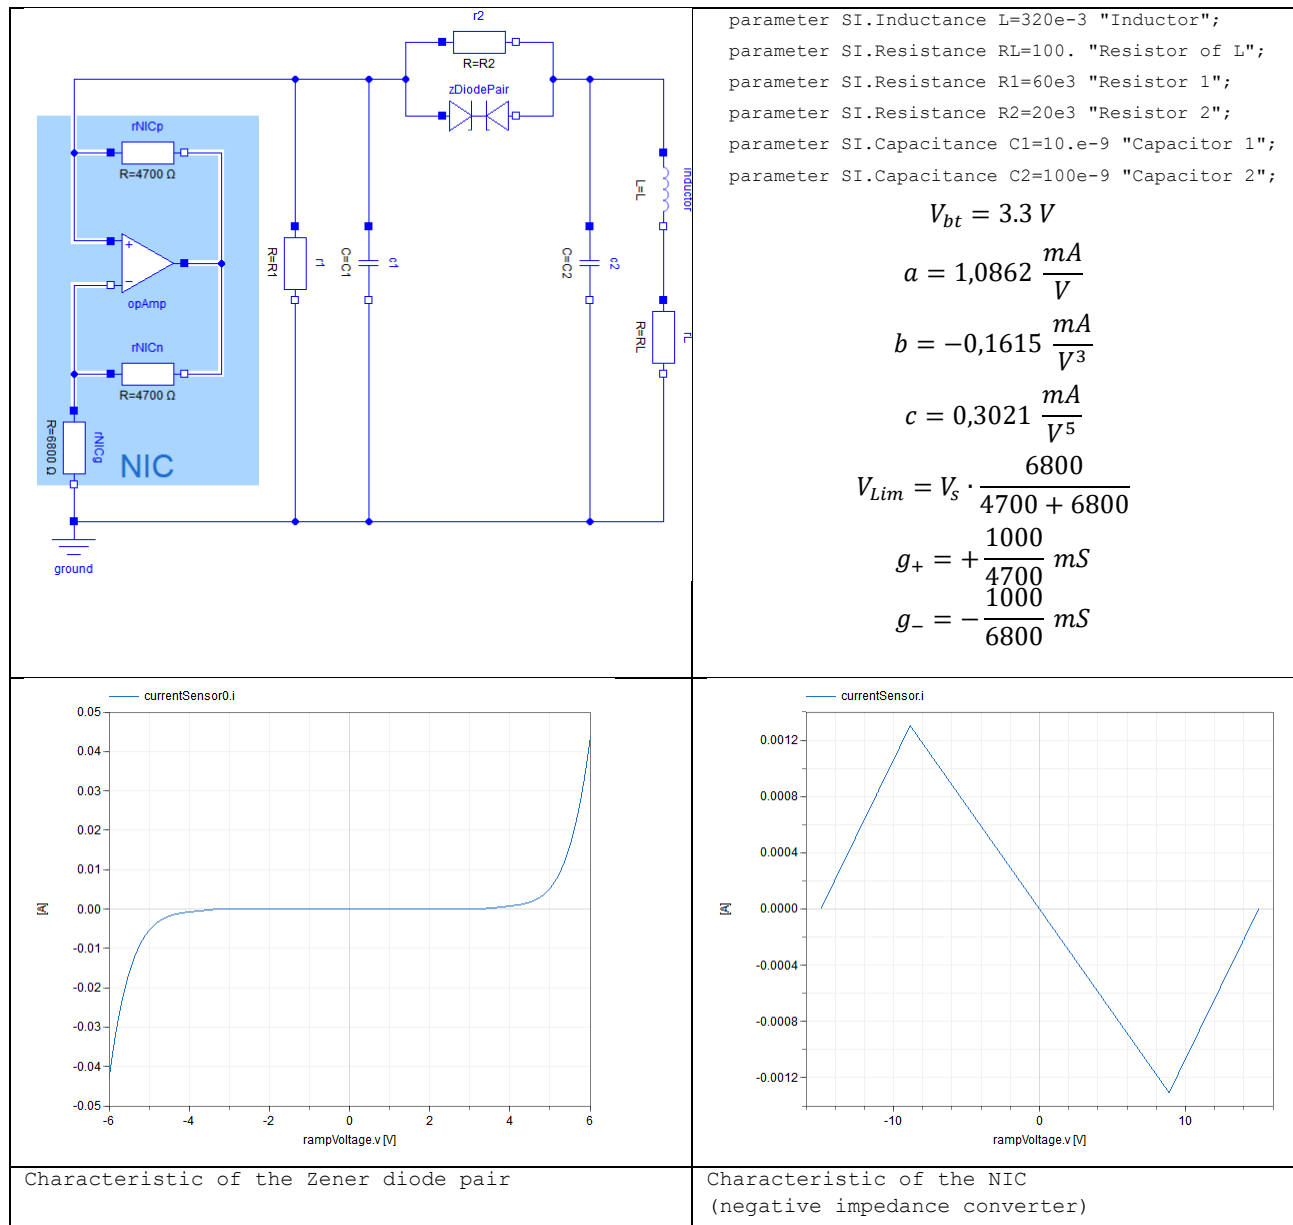 r2
R=R2
zDiodePair
rNICp
R=4700 Ω
+
−
opAmp
rNICn
R=4700 Ω
R=6800 Ω
rNICg
NIC
R=R1
r1
C=C1
c1
C=C2
c2
L=L
inductor
R=RL
rL
ground
parameter SI.Inductance L=320e-3 "Inductor";
parameter SI.Resistance RL=100. "Resistor of L";
parameter SI.Resistance R1=60e3 "Resistor 1";
parameter SI.Resistance R2=20e3 "Resistor 2";
parameter SI.Capacitance C1=10.e-9 "Capacitor 1";
parameter SI.Capacitance C2=100e-9 "Capacitor 2";
V_bt = 3.3 V
a = 1,0862 mA/V
b = −0,1615 mA/V³
c = 0,3021 mA/V⁵
V_Lim = V_s · 6800/(4700 + 6800)
g₊ = + 1000/4700 mS
g₋ = − 1000/6800 mS
currentSensor0.i
0.05
0.04
0.03
0.02
0.01
0.00
-0.01
-0.02
-0.03
-0.04
-0.05
[A]
-6 -4 -2 0 2 4 6
rampVoltage.v [V]
currentSensor.i
0.0012
0.0008
0.0004
0.0000
-0.0004
-0.0008
-0.0012
[A]
-10 0 10
rampVoltage.v [V]
Characteristic of the Zener diode pair
Characteristic of the NIC
(negative impedance converter)